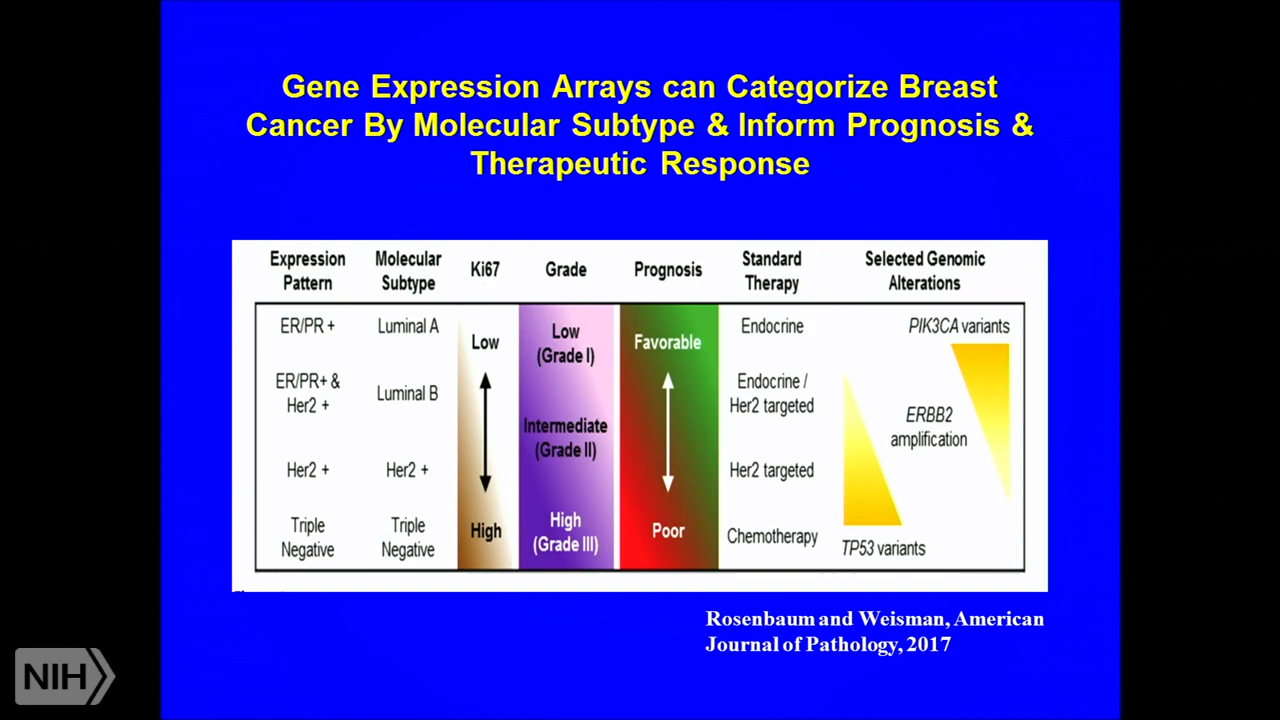 Gene Expression Arrays can Categorize Breast
Cancer By Molecular Subtype & Inform Prognosis &
Therapeutic Response
Expression Pattern
Molecular Subtype
Ki67
Grade
Prognosis
Standard Therapy
Selected Genomic Alterations
ER/PR +
Luminal A
Low
Low
(Grade I)
Favorable
Endocrine
PIK3CA variants
ER/PR+ &
Her2 +
Luminal B
Intermediate
(Grade II)
Endocrine /
Her2 targeted
ERBB2
amplification
Her2 +
Her2 +
Her2 targeted
Triple
Negative
Triple
Negative
High
High
(Grade III)
Poor
Chemotherapy
TP53 variants
Rosenbaum and Weisman, American
Journal of Pathology, 2017
NIH